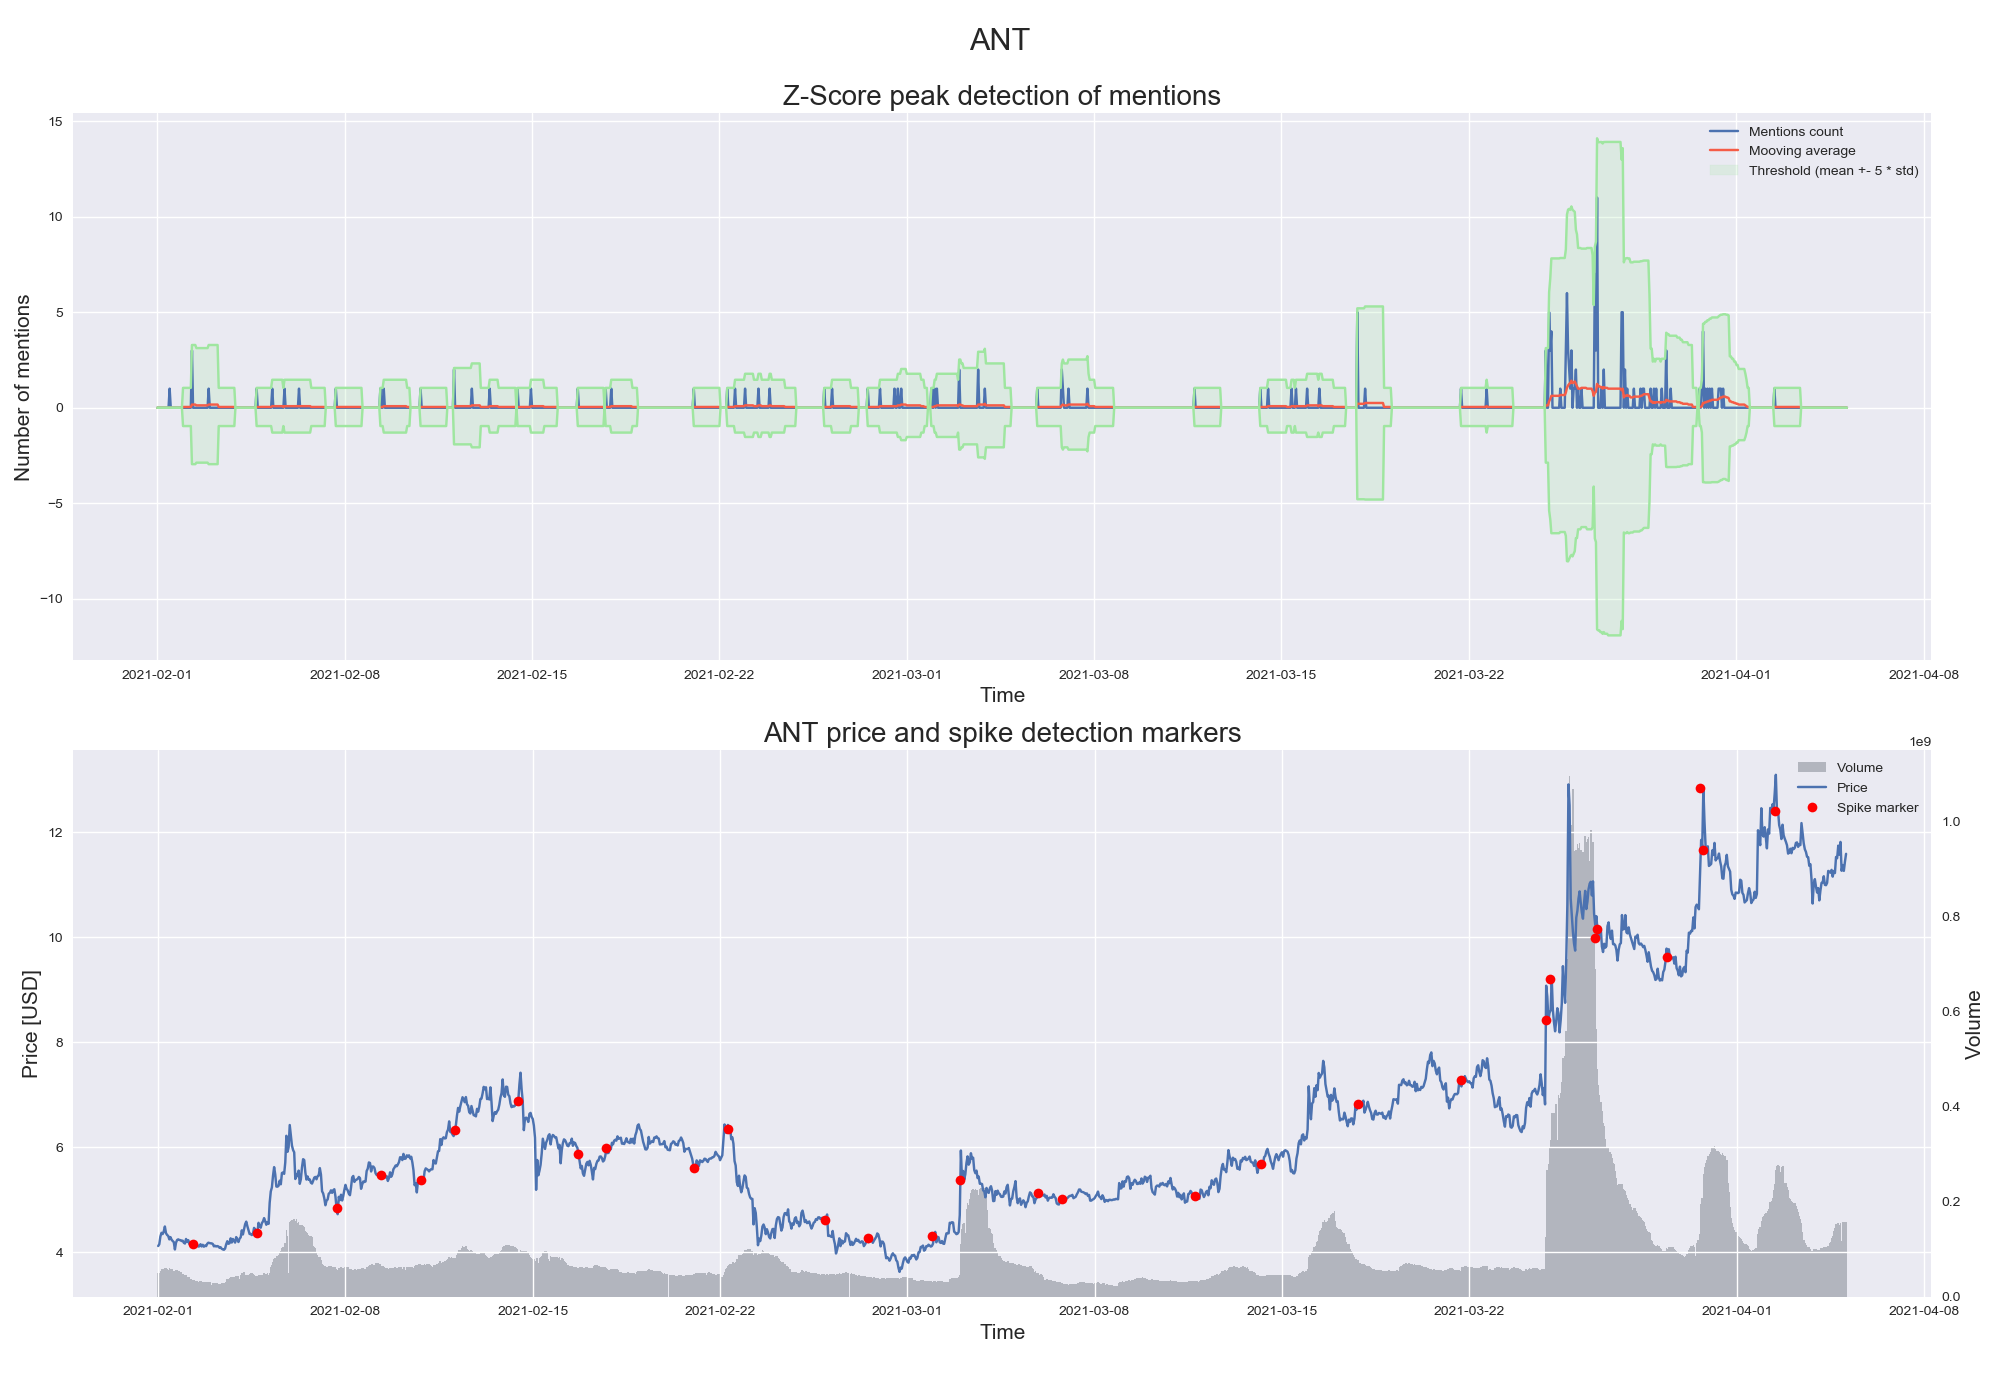 ANT
Z-Score peak detection of mentions
15
10
5
0
−5
−10
Number of mentions
Mentions count
Mooving average
Threshold (mean +- 5 * std)
2021-02-01 2021-02-08 2021-02-15 2021-02-22 2021-03-01 2021-03-08 2021-03-15 2021-03-22 2021-04-01 2021-04-08
Time
ANT price and spike detection markers
1e9
Volume
Price
Spike marker
12
10
8
6
4
Price [USD]
1.0
0.8
0.6
0.4
0.2
0.0
Volume
2021-02-01 2021-02-08 2021-02-15 2021-02-22 2021-03-01 2021-03-08 2021-03-15 2021-03-22 2021-04-01 2021-04-08
Time